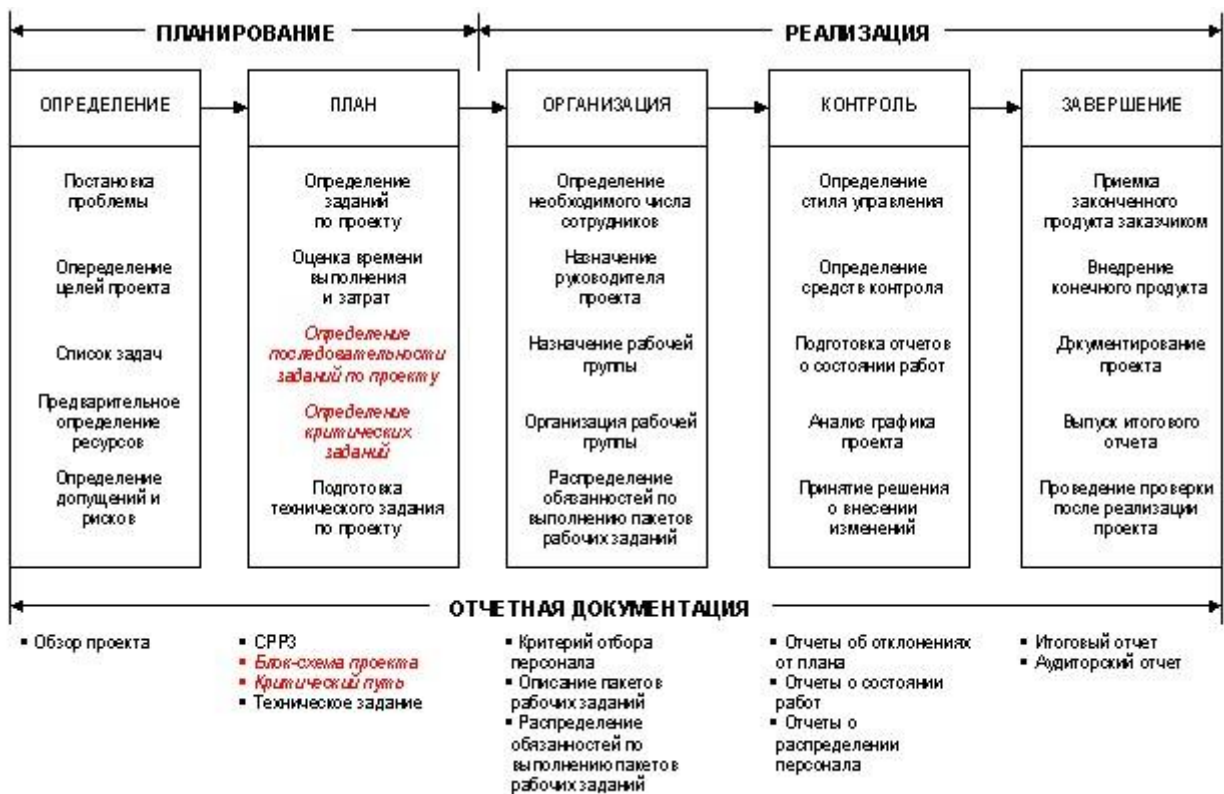 ПЛАНИРОВАНИЕ
РЕАЛИЗАЦИЯ
ОПРЕДЕЛЕНИЕ
Постановка
проблемы
Опеределение
целей проекта
Список задач
Предварительное
определение
ресурсов
Определение
допущений и
рисков
ПЛАН
Определение
заданий
по проекту
Оценка времени
выполнения
и затрат
Определение
последовательности
заданий по проекту
Определение
критических
заданий
Подготовка
технического задания
по проекту
ОРГАНИЗАЦИЯ
Определение
необходимого числа
сотрудников
Назначение
руководителя
проекта
Назначение рабочей
группы
Организация рабочей
группы
Распределение
обязанностей по
выполнению пакетов
рабочих заданий
КОНТРОЛЬ
Определение
стиля управления
Определение
средств контроля
Подготовка отчетов
о состоянии работ
Анализ графика
проекта
Принятие решения
о внесении
изменений
ЗАВЕРШЕНИЕ
Приемка
законченного
продукта заказчиком
Внедрение
конечного продукта
Документирование
проекта
Выпуск итогового
отчета
Проведение проверки
после реализации
проекта
ОТЧЕТНАЯ ДОКУМЕНТАЦИЯ
▪ Обзор проекта
▪ СРРЗ
▪ Блок-схема проекта
▪ Критический путь
▪ Техническое задание
▪ Критерий отбора
персонала
▪ Описание пакетов
рабочих заданий
▪ Распределение
обязанностей по
выполнению пакетов
рабочих заданий
▪ Отчеты об отклонениях
от плана
▪ Отчеты о состоянии
работ
▪ Отчеты о
распределении
персонала
▪ Итоговый отчет
▪ Аудиторский отчет